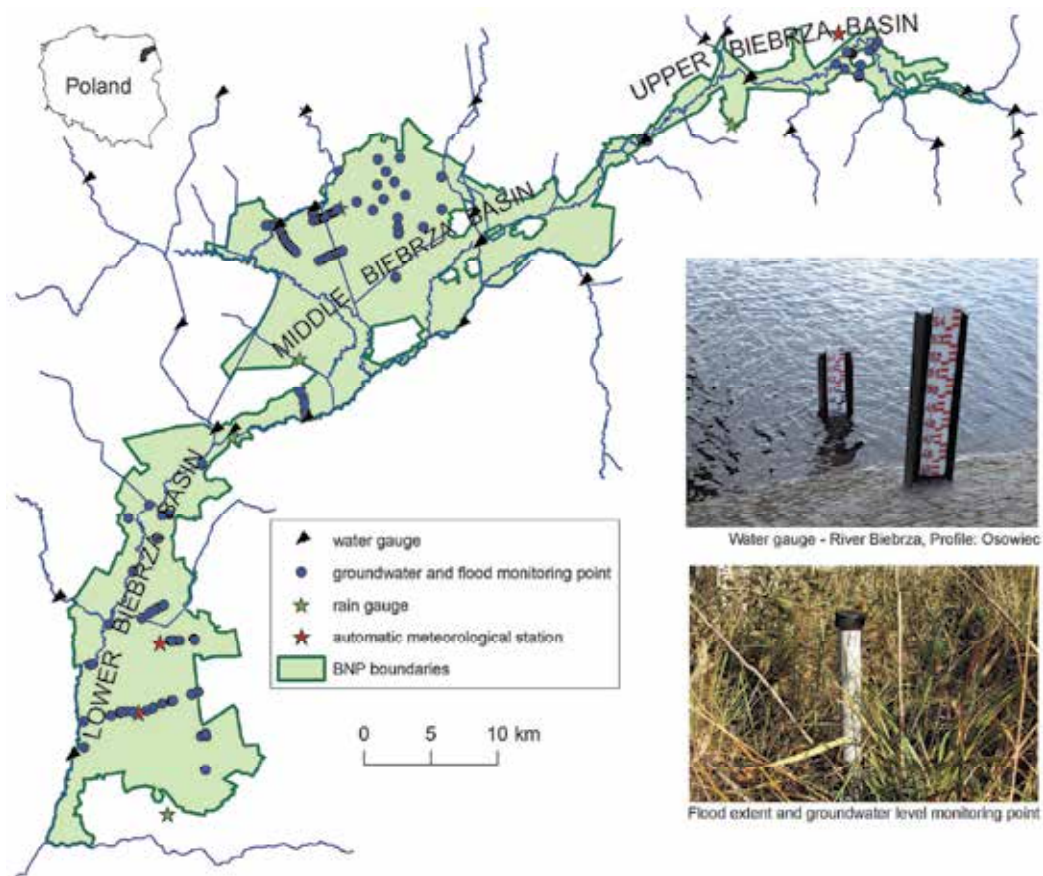 Poland
UPPER BIEBRZA BASIN
MIDDLE BIEBRZA BASIN
LOWER BIEBRZA BASIN
water gauge
groundwater and flood monitoring point
rain gauge
automatic meteorological station
BNP boundaries
0 5 10 km
Water gauge - River Biebrza, Profile: Osowiec
Flood extent and groundwater level monitoring point